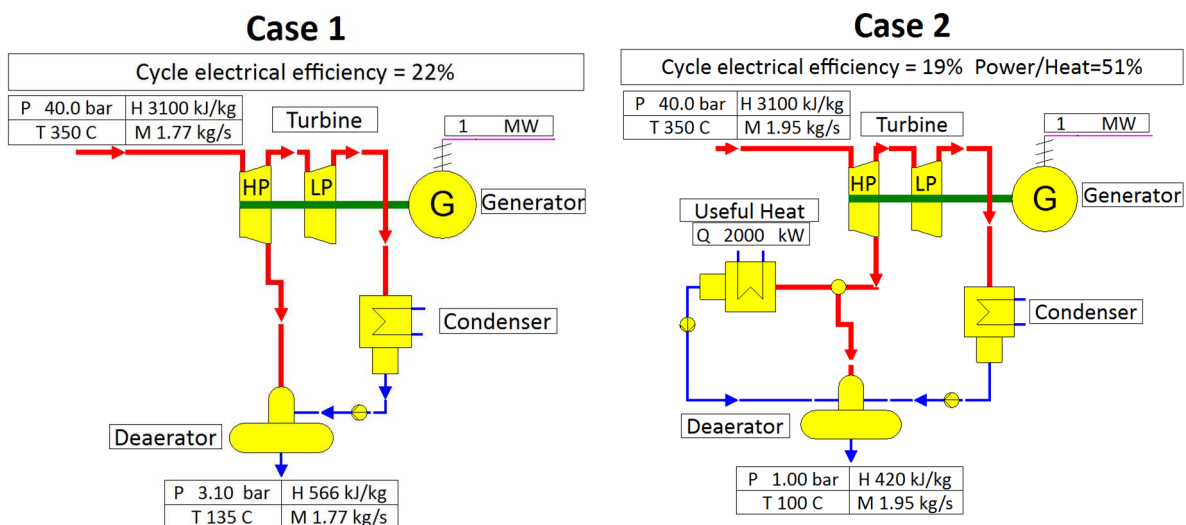 Case 1
Cycle electrical efficiency = 22%
P 40.0 bar H 3100 kJ/kg
T 350 C M 1.77 kg/s
Turbine
1 MW
HP LP
G
Generator
Condenser
Deaerator
P 3.10 bar H 566 kJ/kg
T 135 C M 1.77 kg/s
Case 2
Cycle electrical efficiency = 19% Power/Heat=51%
P 40.0 bar H 3100 kJ/kg
T 350 C M 1.95 kg/s
Turbine
1 MW
HP LP
G
Generator
Useful Heat
Q 2000 kW
Condenser
Deaerator
P 1.00 bar H 420 kJ/kg
T 100 C M 1.95 kg/s